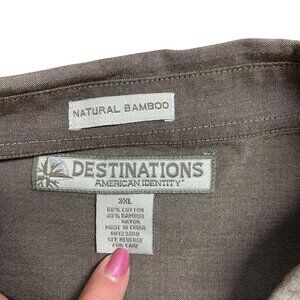 NATURAL BAMBOO
DESTINATIONS
AMERICAN IDENTITY
3XL
60% COTTON
40% BAMBOO
RAYON
MADE IN CHINA
SEE REVERSE
FOR CARE